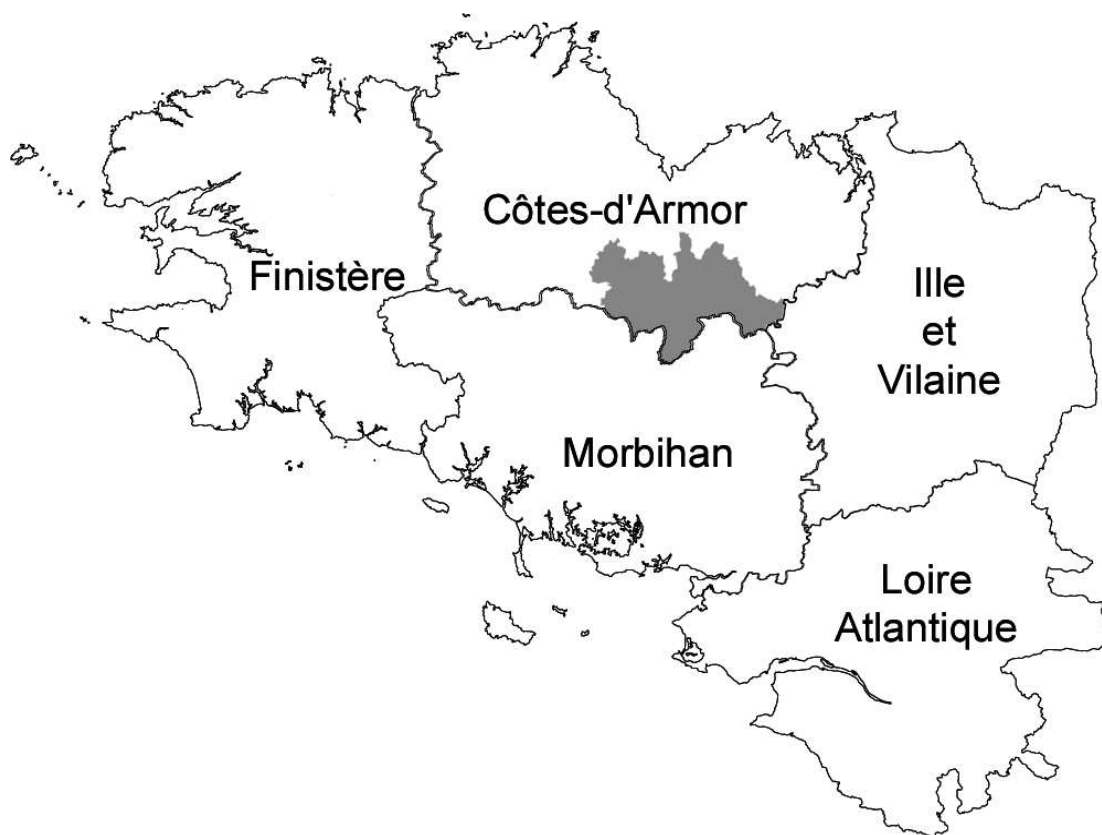 Côtes-d'Armor
Finistère
Ille
et
Vilaine
Morbihan
Loire
Atlantique